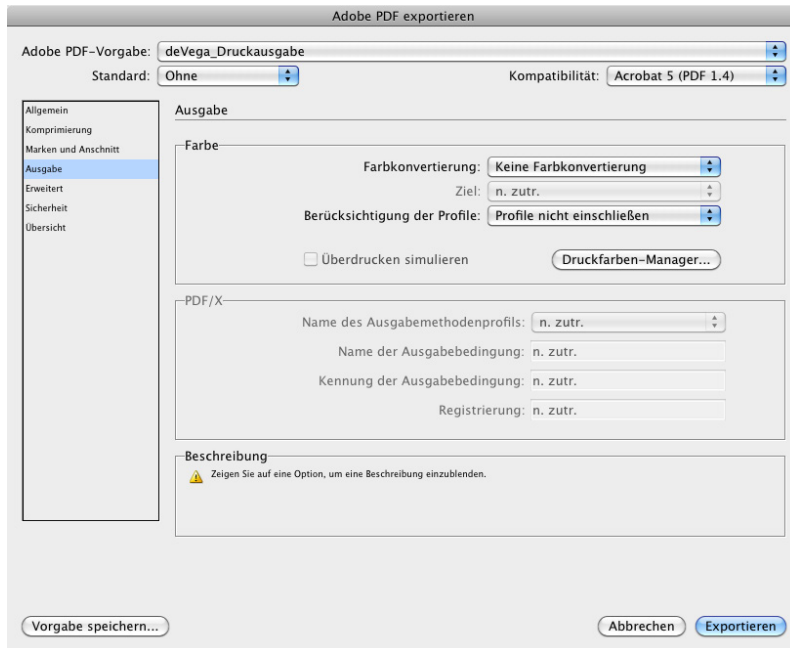 Adobe PDF exportieren
Adobe PDF-Vorgabe: deVega_Druckausgabe
Standard: Ohne Kompatibilität: Acrobat 5 (PDF 1.4)
Allgemein
Komprimierung
Marken und Anschnitt
Ausgabe
Erweitert
Sicherheit
Übersicht
Ausgabe
Farbe
Farbkonvertierung: Keine Farbkonvertierung
Ziel: n. zutr.
Berücksichtigung der Profile: Profile nicht einschließen
Überdrucken simulieren Druckfarben-Manager...
PDF/X
Name des Ausgabemethodenprofils: n. zutr.
Name der Ausgabebedingung: n. zutr.
Kennung der Ausgabebedingung: n. zutr.
Registrierung: n. zutr.
Beschreibung
Zeigen Sie auf eine Option, um eine Beschreibung einzublenden.
Vorgabe speichern... Abbrechen Exportieren